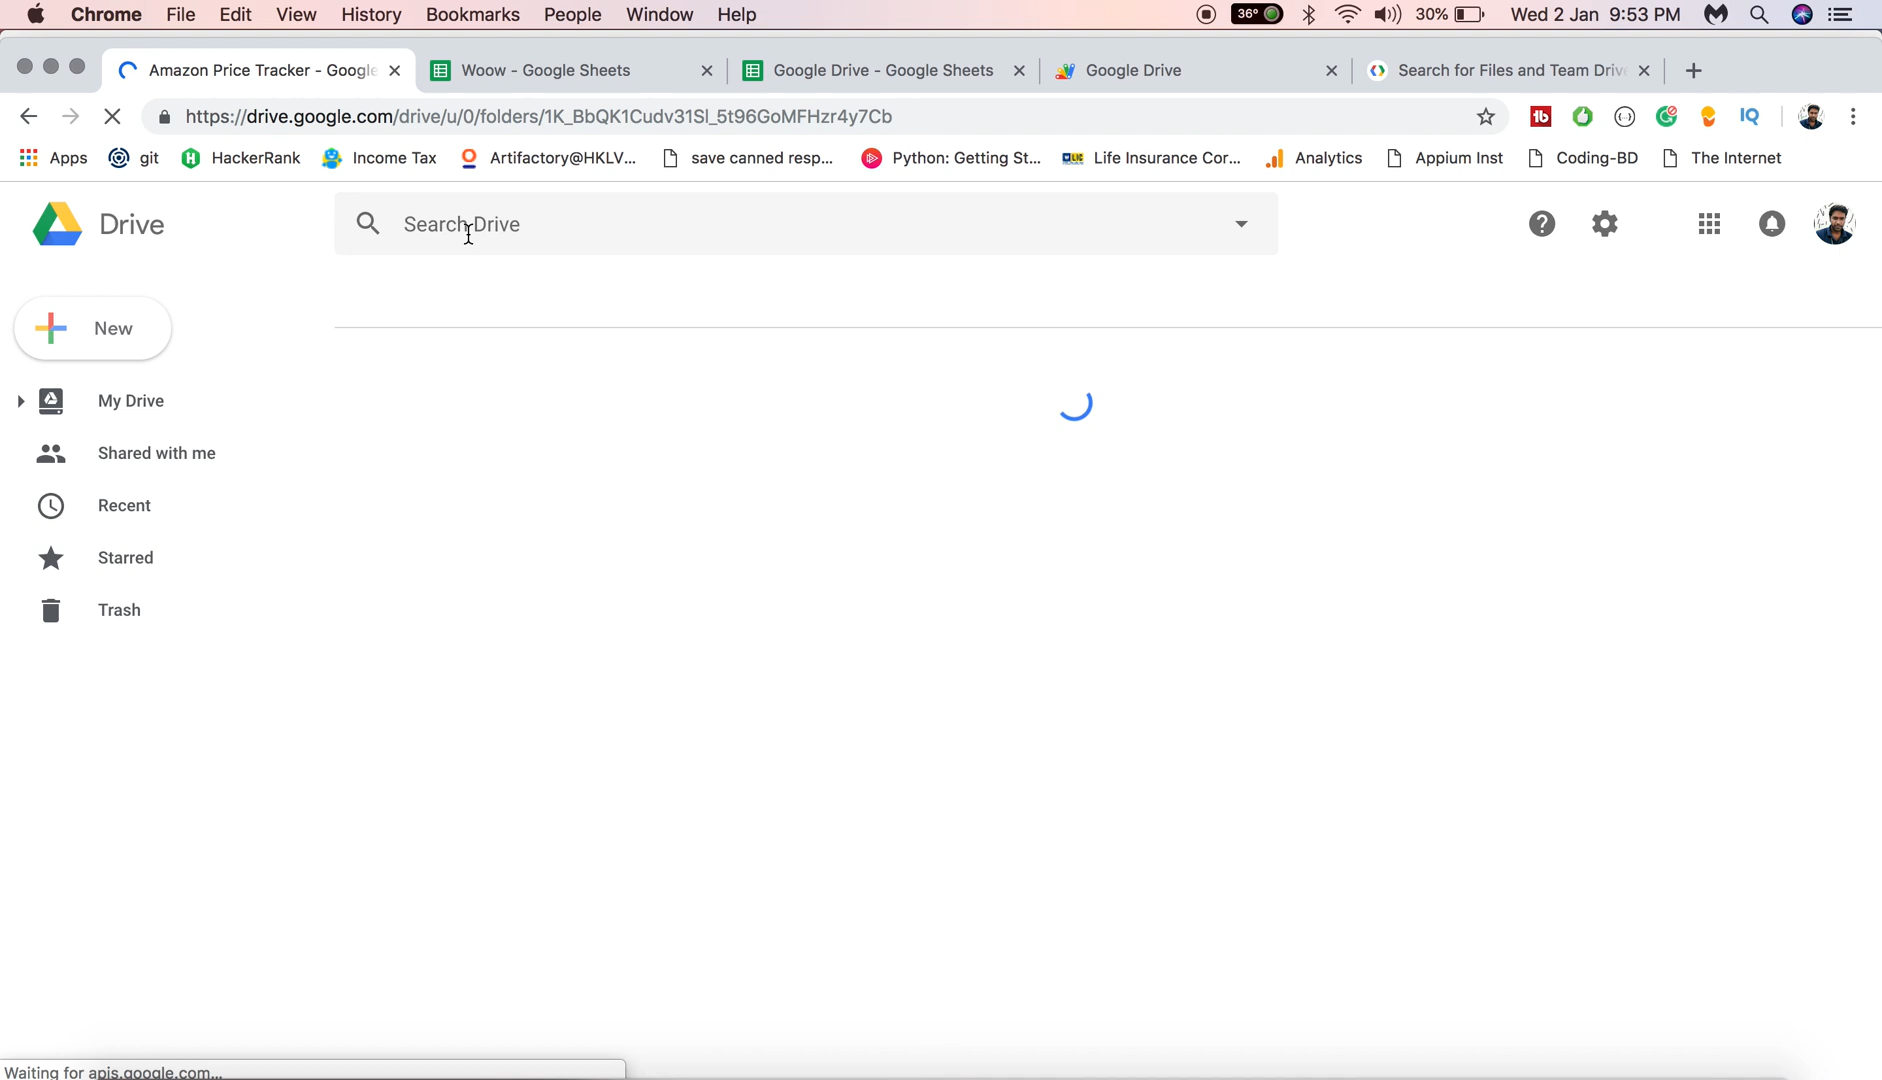 Chrome File Edit View History Bookmarks People Window Help 36° 30% Wed 2 Jan 9:53 PM
Amazon Price Tracker - Google Woow - Google Sheets Google Drive - Google Sheets Google Drive Search for Files and Team Driv
https://drive.google.com/drive/u/0/folders/1K_BbQK1Cudv31Sl_5t96GoMFHzr4y7Cb
Apps git HackerRank Income Tax Artifactory@HKLV... save canned resp... Python: Getting St... Life Insurance Cor... Analytics Appium Inst Coding-BD The Internet
Drive Search Drive
New
My Drive
Shared with me
Recent
Starred
Trash
Waiting for apis.google.com...